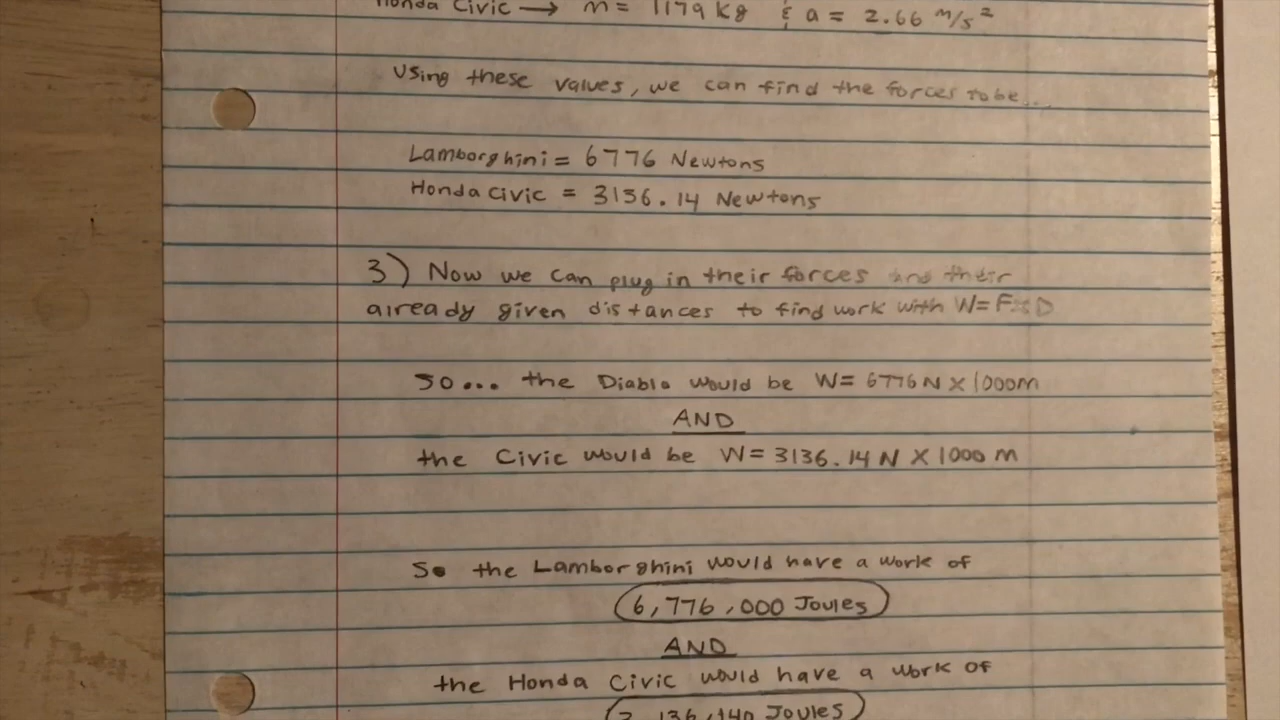 Honda Civic → m = 1179 kg & a = 2.66 m/s²
Using these values, we can find the forces to be...
Lamborghini = 6776 Newtons
Honda Civic = 3136.14 Newtons
3) Now we can plug in their forces and their
already given distances to find work with W= F x D
So... the Diablo would be W= 6776 N x 1000m
AND
the Civic would be W= 3136.14 N x 1000 m
So the Lamborghini would have a work of
6,776,000 Joules
AND
the Honda Civic would have a work of
3,136,140 Joules